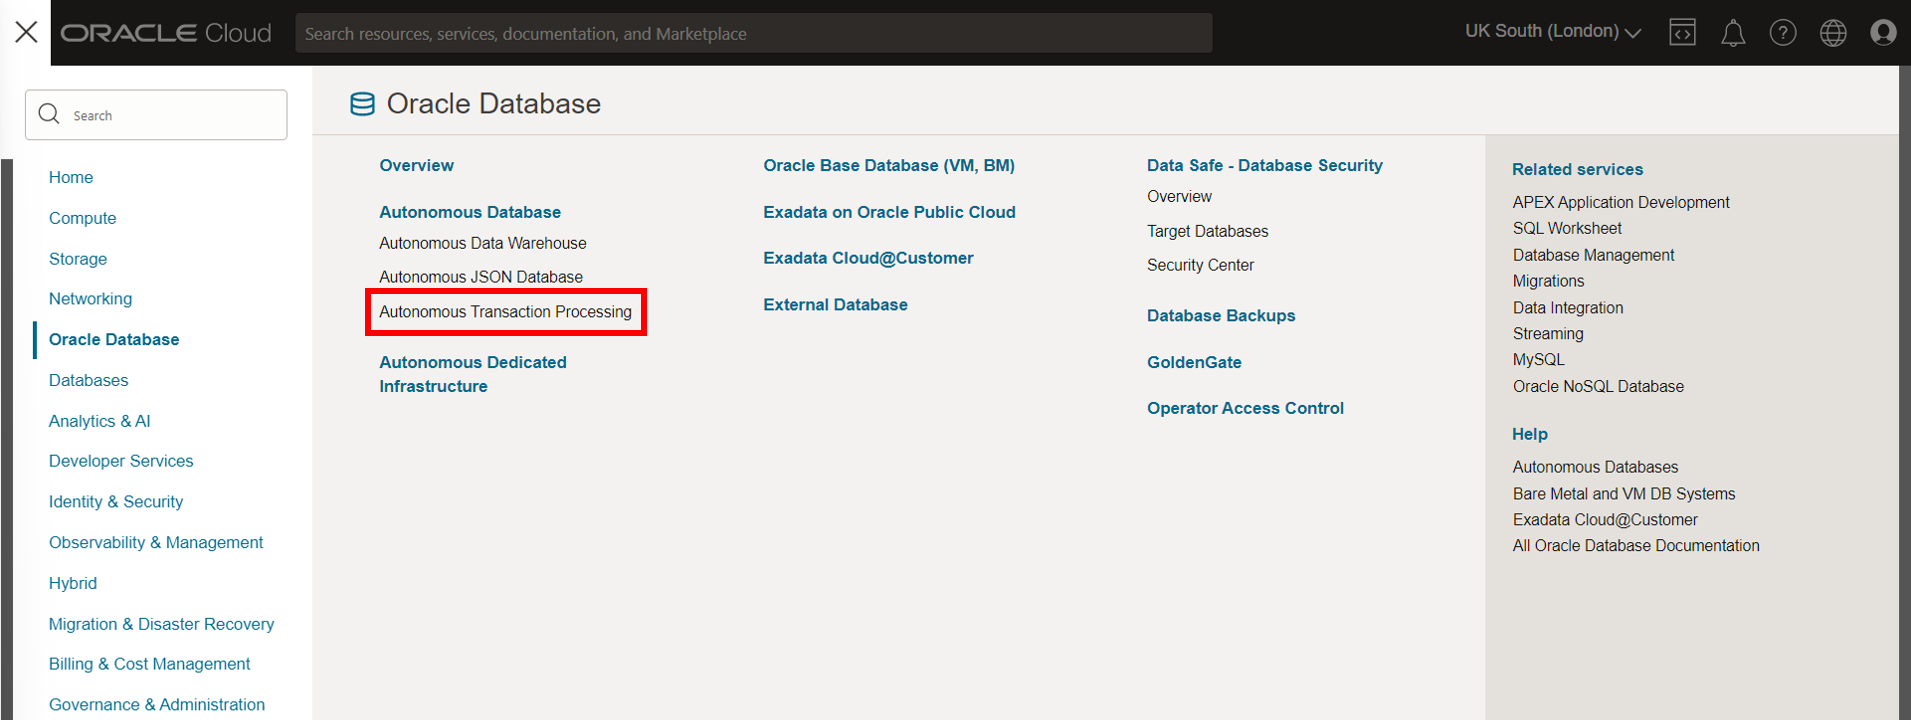 ORACLE Cloud
Search resources, services, documentation, and Marketplace
UK South (London)
Search
Home
Compute
Storage
Networking
Oracle Database
Databases
Analytics & AI
Developer Services
Identity & Security
Observability & Management
Hybrid
Migration & Disaster Recovery
Billing & Cost Management
Governance & Administration
Oracle Database
Overview
Autonomous Database
Autonomous Data Warehouse
Autonomous JSON Database
Autonomous Transaction Processing
Autonomous Dedicated
Infrastructure
Oracle Base Database (VM, BM)
Exadata on Oracle Public Cloud
Exadata Cloud@Customer
External Database
Data Safe - Database Security
Overview
Target Databases
Security Center
Database Backups
GoldenGate
Operator Access Control
Related services
APEX Application Development
SQL Worksheet
Database Management
Migrations
Data Integration
Streaming
MySQL
Oracle NoSQL Database
Help
Autonomous Databases
Bare Metal and VM DB Systems
Exadata Cloud@Customer
All Oracle Database Documentation